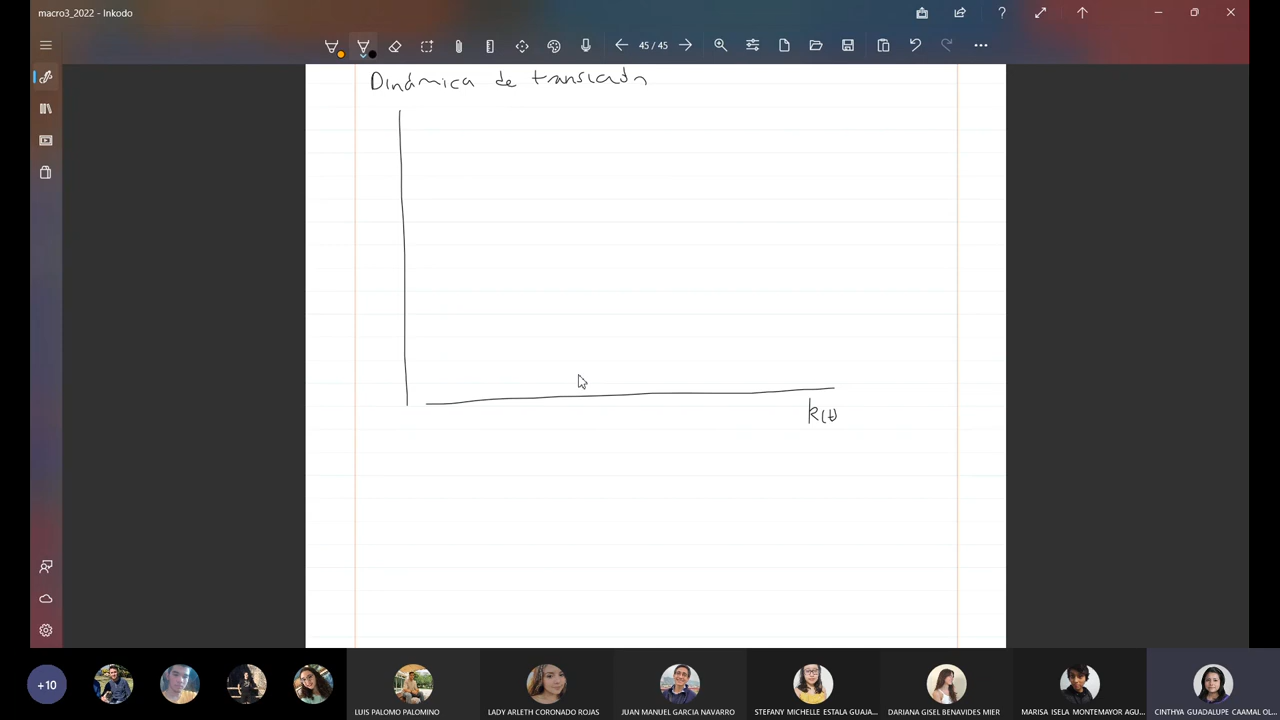 macro3_2022 - Inkodo
45 / 45
Dinámica de transición
k(t)
+10
LUIS PALOMO PALOMINO
LADY ARLETH CORONADO ROJAS
JUAN MANUEL GARCIA NAVARRO
STEFANY MICHELLE ESTALA GUAJA...
DARIANA GISEL BENAVIDES MIER
MARISA ISELA MONTEMAYOR AGU...
CINTHYA GUADALUPE CAAMAL OL...